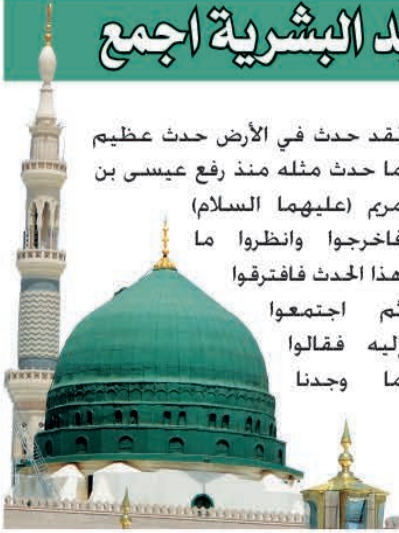 البشرية اجمع
لقد حدث في الأرض حدث عظيم
ما حدث مثله منذ رفع عيسى بن
مريم (عليهما السلام)
فاخرجوا وانظروا ما
هذا الحدث فافترقوا
ثم اجتمعوا
إليه فقالوا
ما وجدنا